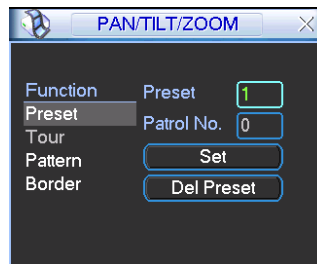 PAN/TILT/ZOOM
Function
Preset
Tour
Pattern
Border
Preset 1
Patrol No. 0
Set
Del Preset